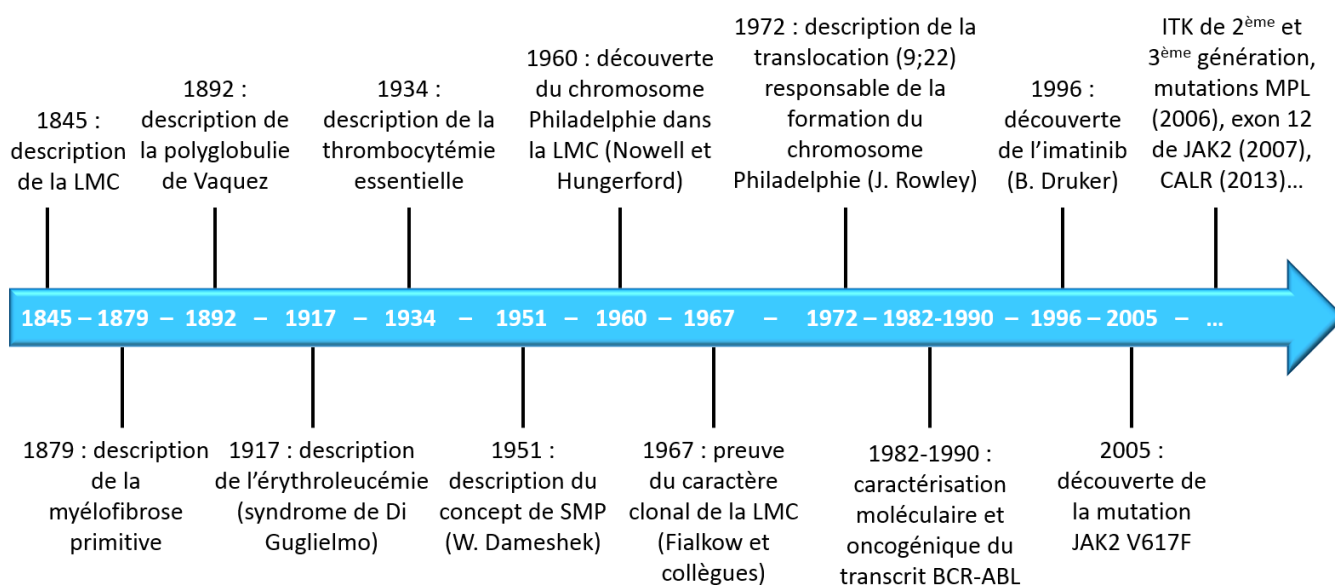 1845 :
description
de la LMC
1892 :
description de
la polyglobulie
de Vaquez
1934 :
description de la
thrombocytémie
essentielle
1960 : découverte
du chromosome
Philadelphie dans
la LMC (Nowell et
Hungerford)
1972 : description de la
translocation (9;22)
responsable de la
formation du
chromosome
Philadelphie (J. Rowley)
1996 :
découverte
de l’imatinib
(B. Druker)
ITK de 2ème et
3ème génération,
mutations MPL
(2006), exon 12
de JAK2 (2007),
CALR (2013)...
1845 – 1879 – 1892 – 1917 – 1934 – 1951 – 1960 – 1967 – 1972 – 1982-1990 – 1996 – 2005 – ...
1879 : description
de la
myélofibrose
primitive
1917 : description
de l’érythroleucémie
(syndrome de Di
Guglielmo)
1951 :
description du
concept de SMP
(W. Dameshek)
1967 : preuve
du caractère
clonal de la LMC
(Fialkow et
collègues)
1982-1990 :
caractérisation
moléculaire et
oncogénique du
transcrit BCR-ABL
2005 :
découverte de
la mutation
JAK2 V617F